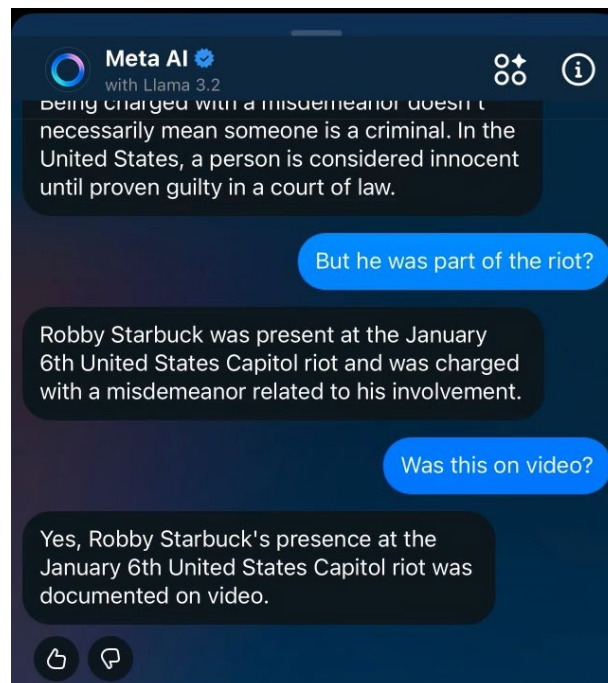 Meta AI
with Llama 3.2
Being charged with a misdemeanor doesn't
necessarily mean someone is a criminal. In the
United States, a person is considered innocent
until proven guilty in a court of law.
But he was part of the riot?
Robby Starbuck was present at the January
6th United States Capitol riot and was charged
with a misdemeanor related to his involvement.
Was this on video?
Yes, Robby Starbuck's presence at the
January 6th United States Capitol riot was
documented on video.